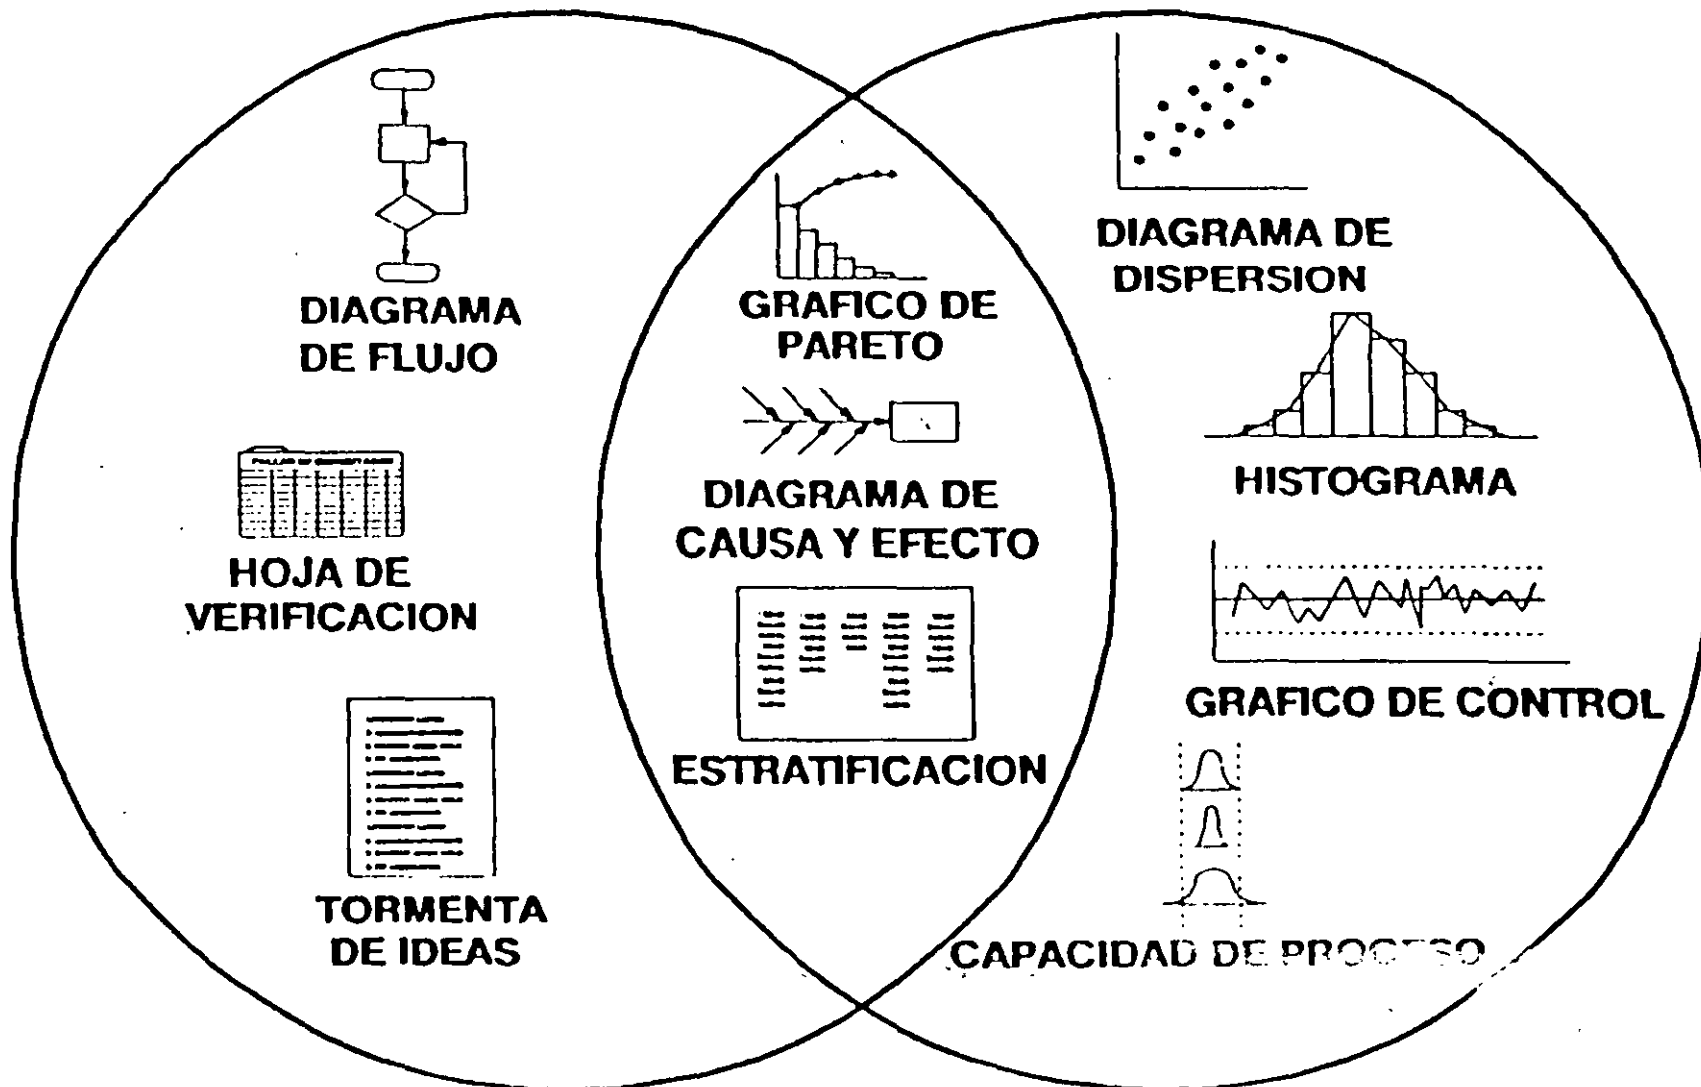 DIAGRAMA
DE FLUJO
HOJA DE
VERIFICACION
TORMENTA
DE IDEAS
GRAFICO DE
PARETO
DIAGRAMA DE
CAUSA Y EFECTO
ESTRATIFICACION
DIAGRAMA DE
DISPERSION
HISTOGRAMA
GRAFICO DE CONTROL
CAPACIDAD DE PROCESO